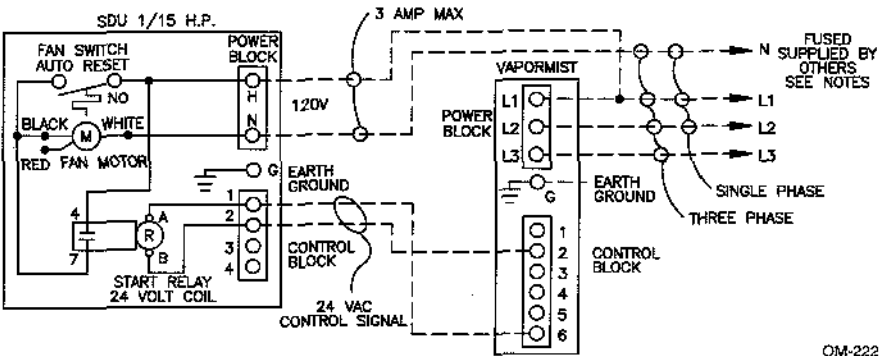 SDU 1/15 H.P.
3 AMP MAX
FAN SWITCH
AUTO RESET
NO
POWER
BLOCK
H
N
120V
BLACK
WHITE
M
RED
FAN MOTOR
G
EARTH
GROUND
4
7
A
R
B
START RELAY
24 VOLT COIL
1
2
3
4
CONTROL
BLOCK
24 VAC
CONTROL SIGNAL
VAPORMIST
POWER
BLOCK
L1
L2
L3
G
EARTH
GROUND
1
2
3
4
5
6
CONTROL
BLOCK
N
L1
L2
L3
FUSED
SUPPLIED BY
OTHERS
SEE NOTES
SINGLE PHASE
THREE PHASE
OM-222